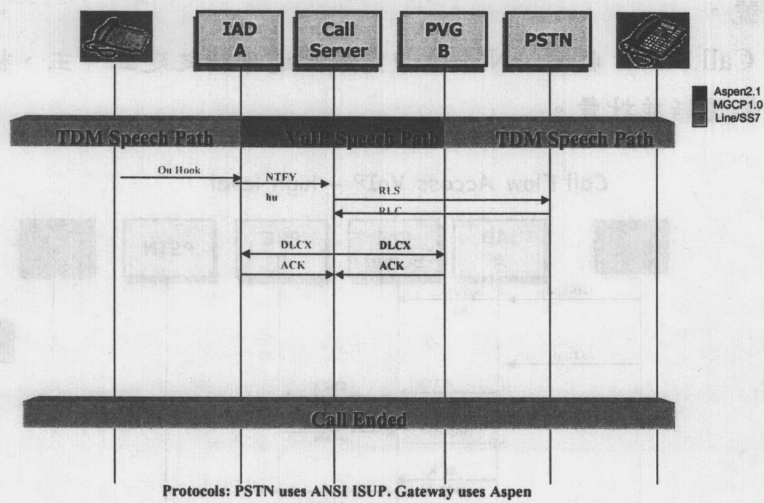 IAD A
Call Server
PVG B
PSTN
Aspen2.1
MGCP1.0
Line/SS7
TDM Speech Path
VoIP Speech Path
TDM Speech Path
On Hook
NTFY
hu
RLS
RLC
DLCX
DLCX
ACK
ACK
Call Ended
Protocols: PSTN uses ANSI ISUP. Gateway uses Aspen